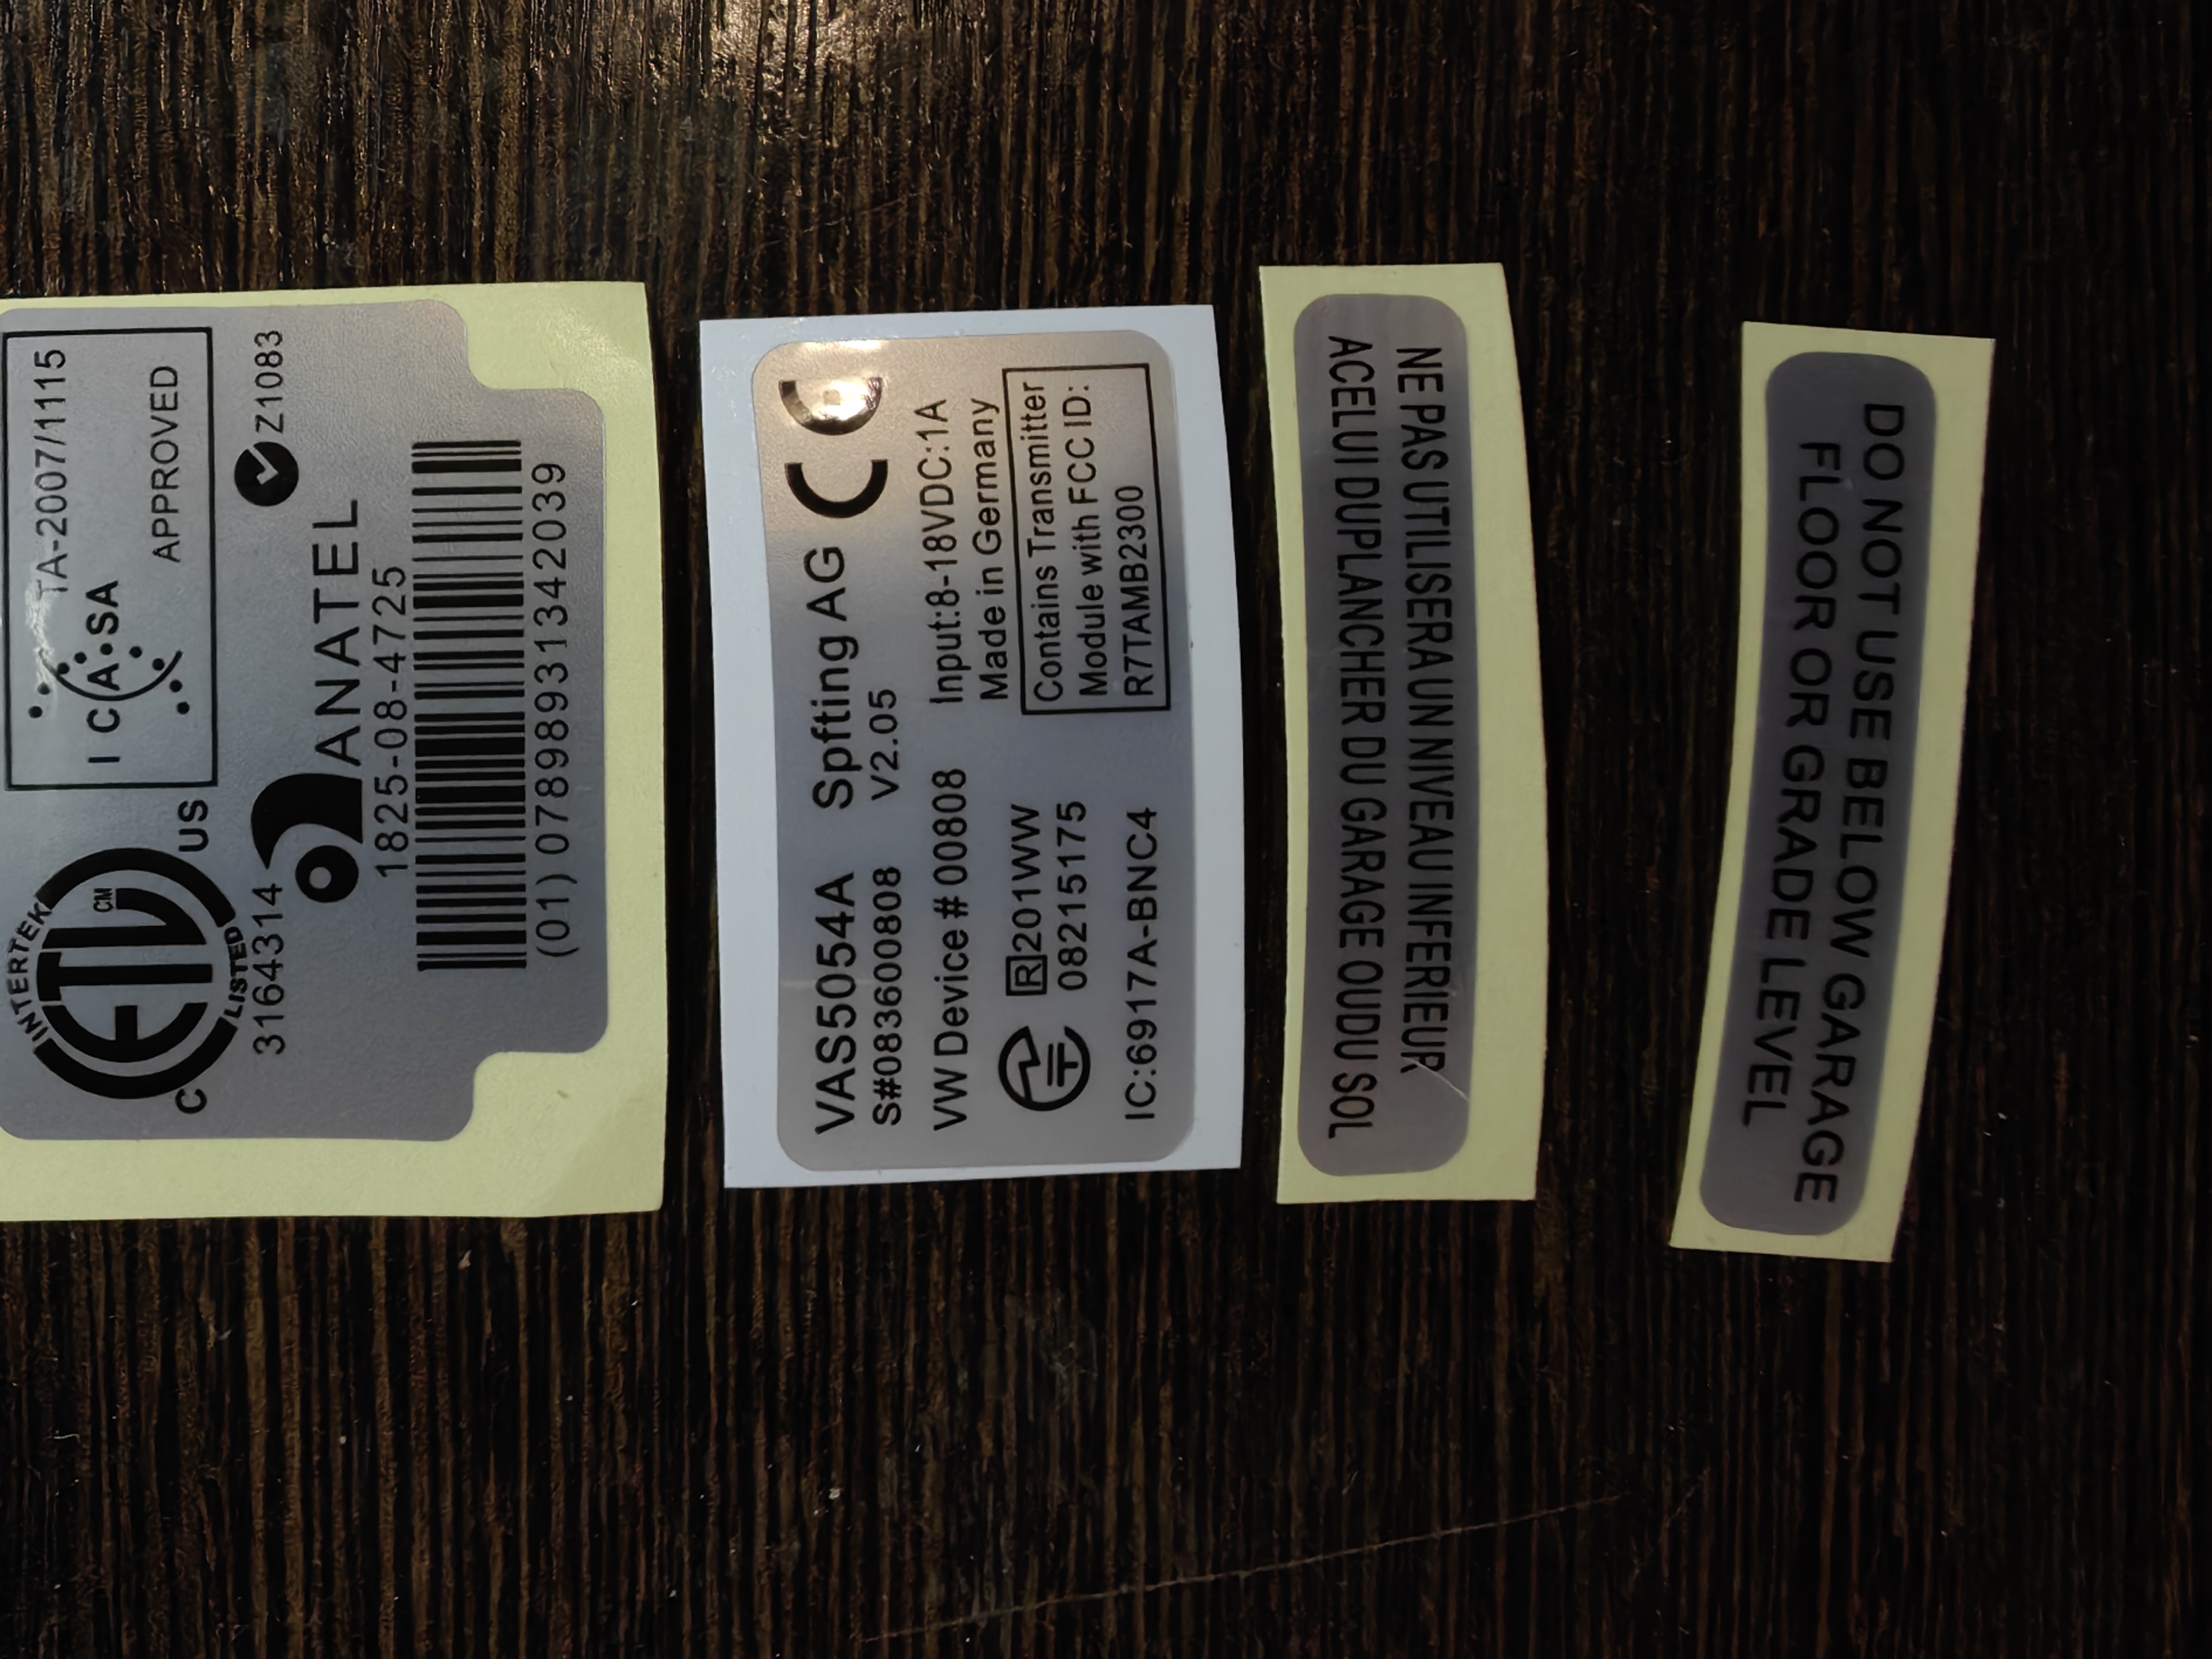 TA-2007/1115
ICASA
APPROVED
INTERTEK
ETL CM
LISTED
C US
3164314
Z1083
ANATEL
1825-08-4725
(01) 07898931342039
VAS5054A Spfting AG CE
S#083600808 V2.05
VW Device # 00808 Input:8-18VDC:1A
Made in Germany
R 201WW
08215175
IC:6917A-BNC4
Contains Transmitter
Module with FCC ID:
R7TAMB2300
ACELUI DUPLANCHER DU GARAGE OUDU SOL
NE PAS UTILISERA UN NIVEAU INFERIEUR
DO NOT USE BELOW GARAGE
FLOOR OR GRADE LEVEL